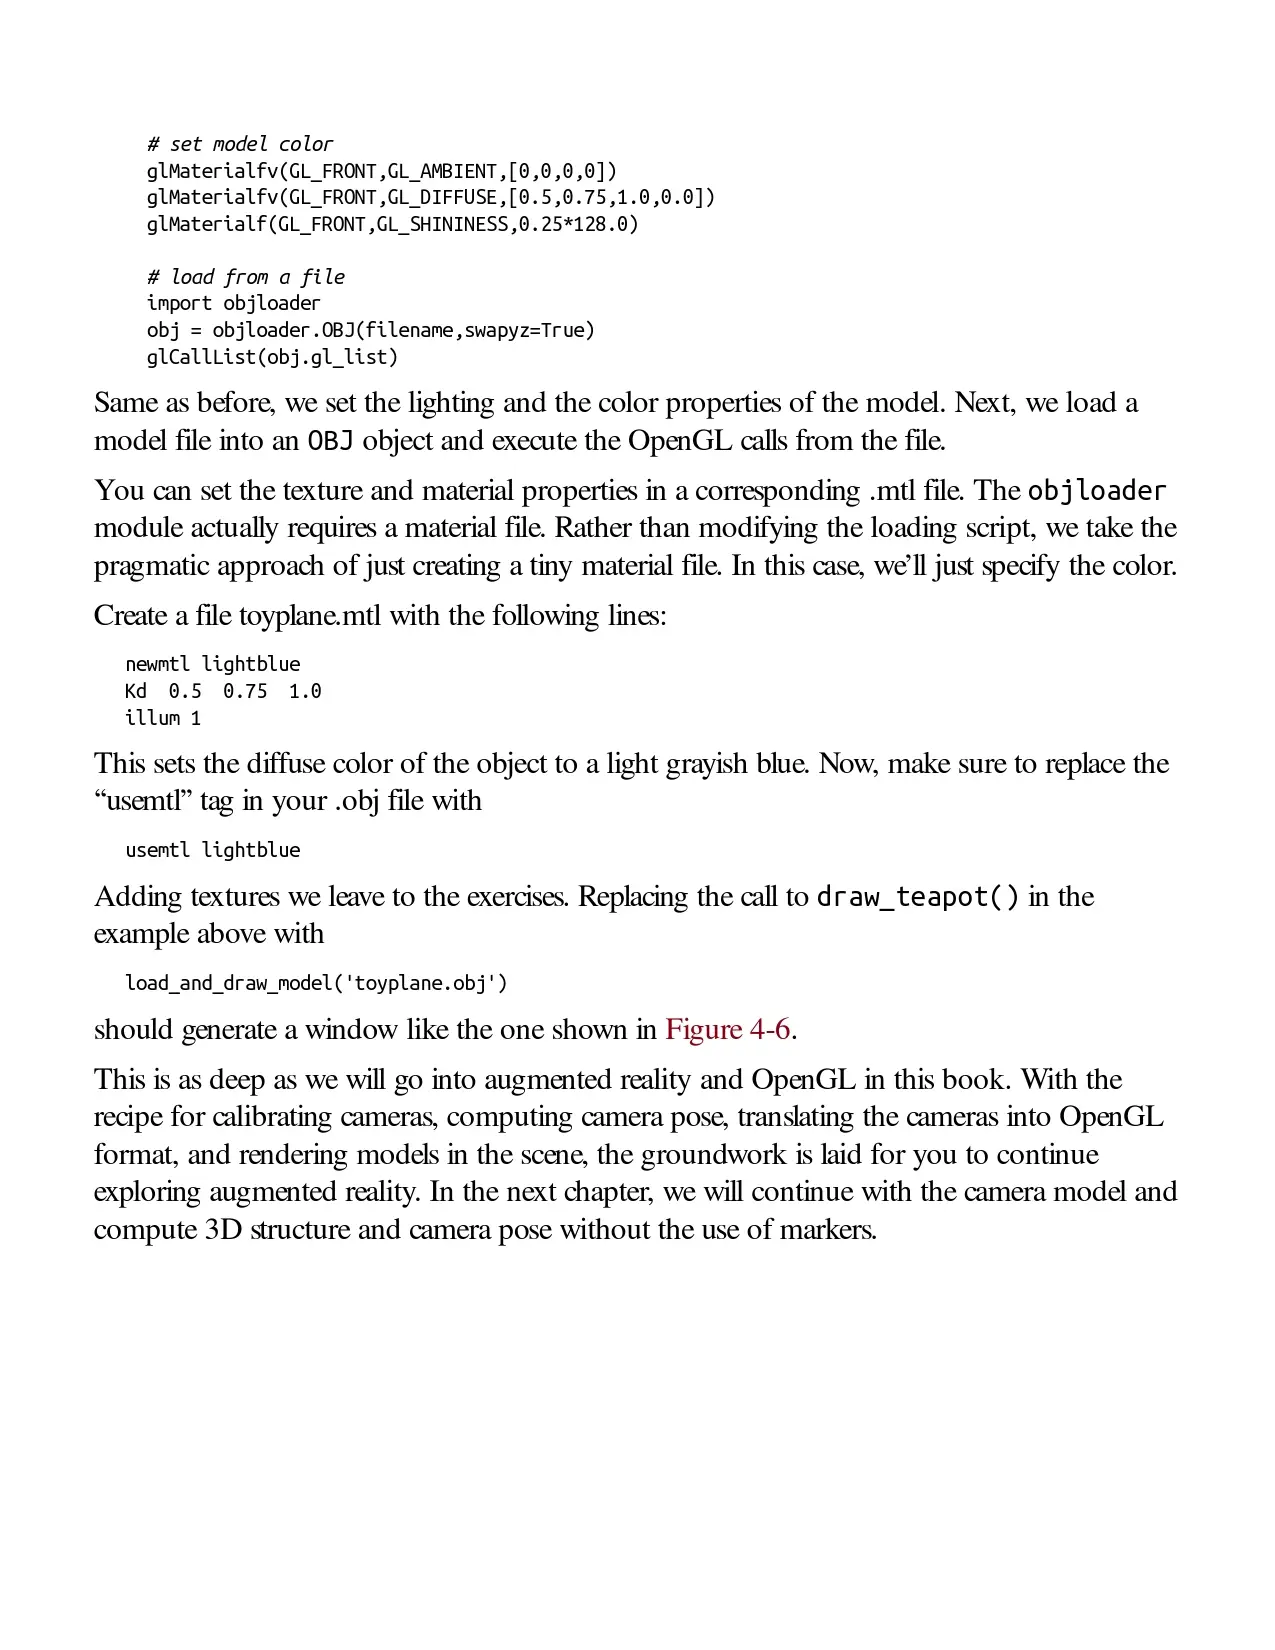 # set model color
glMaterialfv(GL_FRONT,GL_AMBIENT,[0,0,0,0])
glMaterialfv(GL_FRONT,GL_DIFFUSE,[0.5,0.75,1.0,0.0])
glMaterialf(GL_FRONT,GL_SHININESS,0.25*128.0)
# load from a file
import objloader
obj = objloader.OBJ(filename,swapyz=True)
glCallList(obj.gl_list)
Same as before, we set the lighting and the color properties of the model. Next, we load a
model file into an OBJ object and execute the OpenGL calls from the file.
You can set the texture and material properties in a corresponding .mtl file. The objloader
module actually requires a material file. Rather than modifying the loading script, we take the
pragmatic approach of just creating a tiny material file. In this case, we’ll just specify the color.
Create a file toyplane.mtl with the following lines:
newmtl lightblue
Kd  0.5  0.75  1.0
illum 1
This sets the diffuse color of the object to a light grayish blue. Now, make sure to replace the
“usemtl” tag in your .obj file with
usemtl lightblue
Adding textures we leave to the exercises. Replacing the call to draw_teapot() in the
example above with
load_and_draw_model('toyplane.obj')
should generate a window like the one shown in Figure 4-6.
This is as deep as we will go into augmented reality and OpenGL in this book. With the
recipe for calibrating cameras, computing camera pose, translating the cameras into OpenGL
format, and rendering models in the scene, the groundwork is laid for you to continue
exploring augmented reality. In the next chapter, we will continue with the camera model and
compute 3D structure and camera pose without the use of markers.